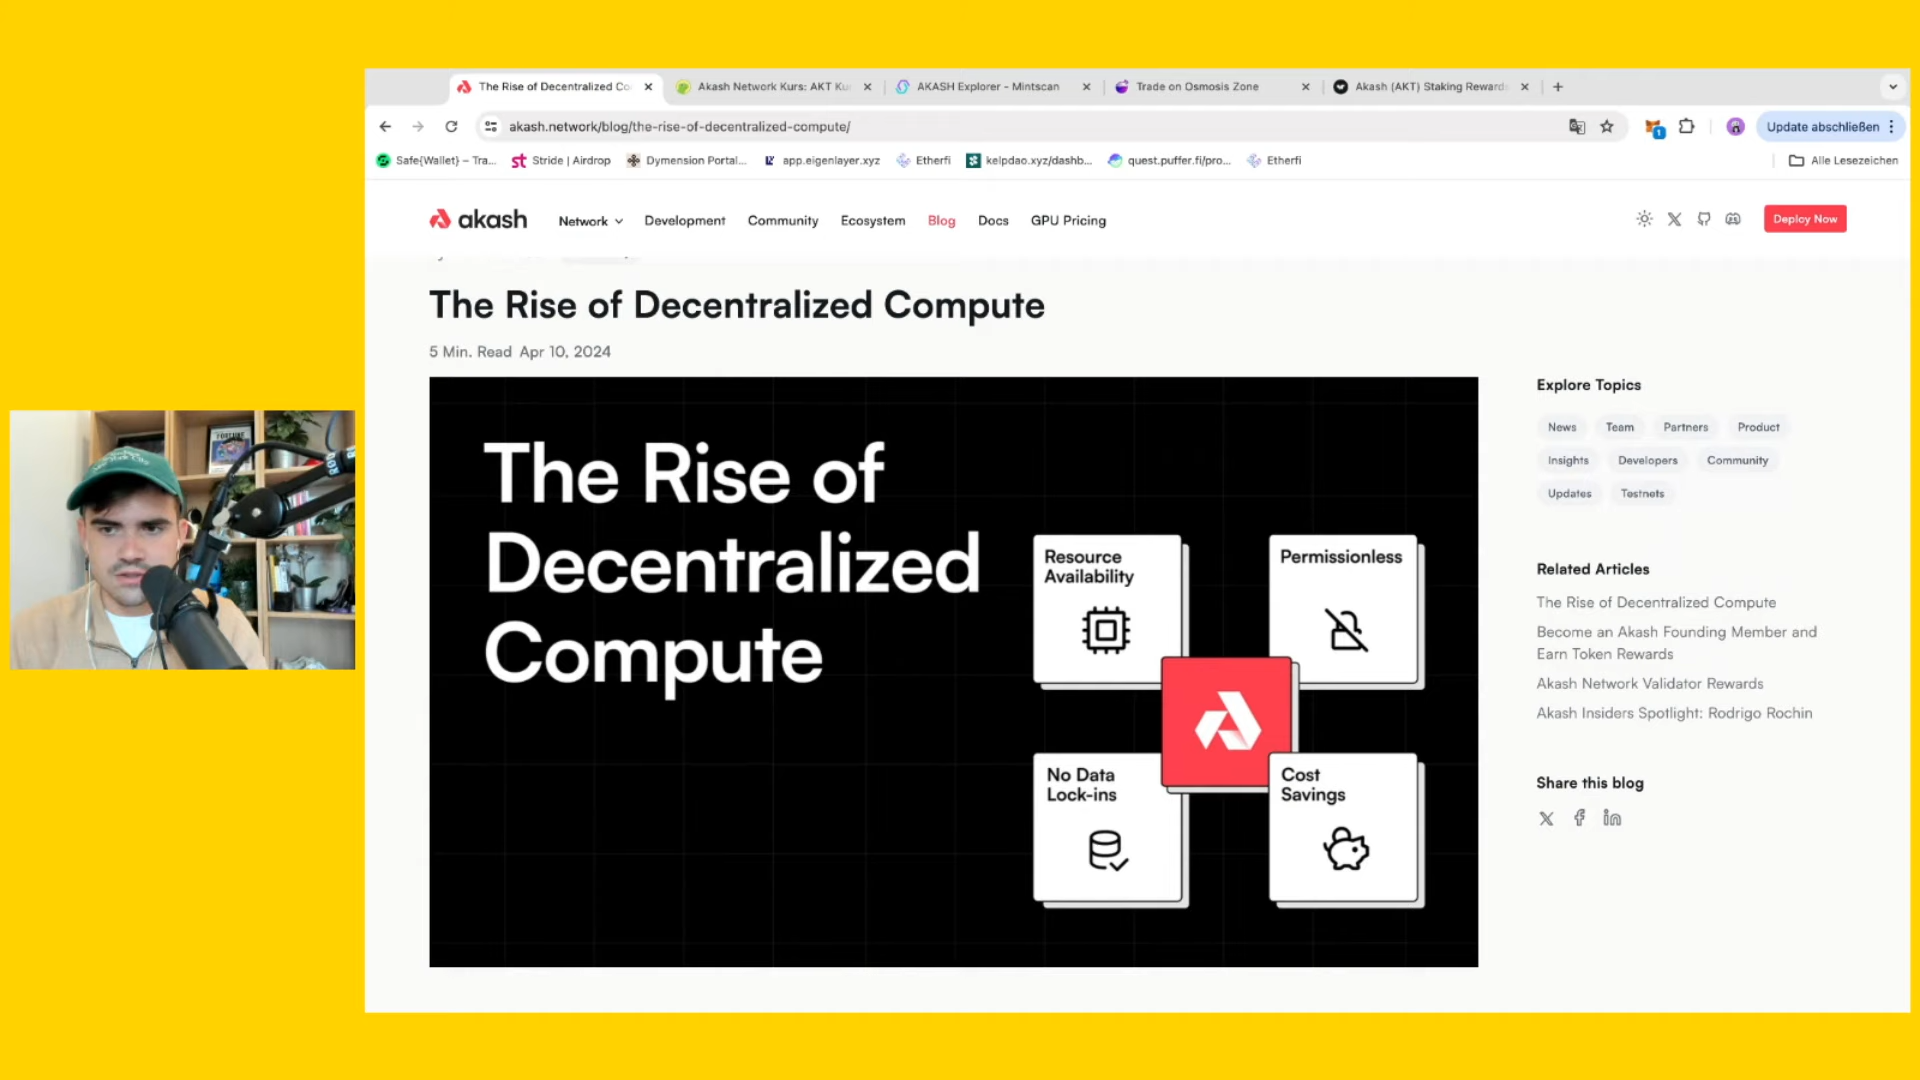 The Rise of Decentralized Co
Akash Network Kurs: AKT Ku
AKASH Explorer - Mintscan
Trade on Osmosis Zone
Akash (AKT) Staking Rewards
akash.network/blog/the-rise-of-decentralized-compute/
1
Update abschließen
Safe{Wallet} – Tra...
Stride | Airdrop
Dymension Portal...
app.eigenlayer.xyz
Etherfi
kelpdao.xyz/dashb...
quest.puffer.fi/pro...
Etherfi
Alle Lesezeichen
akash
Network
Development
Community
Ecosystem
Blog
Docs
GPU Pricing
Deploy Now
The Rise of Decentralized Compute
5 Min. Read Apr 10, 2024
The Rise of
Decentralized
Compute
Resource
Availability
Permissionless
No Data
Lock-ins
Cost
Savings
Explore Topics
News
Team
Partners
Product
Insights
Developers
Community
Updates
Testnets
Related Articles
The Rise of Decentralized Compute
Become an Akash Founding Member and
Earn Token Rewards
Akash Network Validator Rewards
Akash Insiders Spotlight: Rodrigo Rochin
Share this blog
FORTUNE